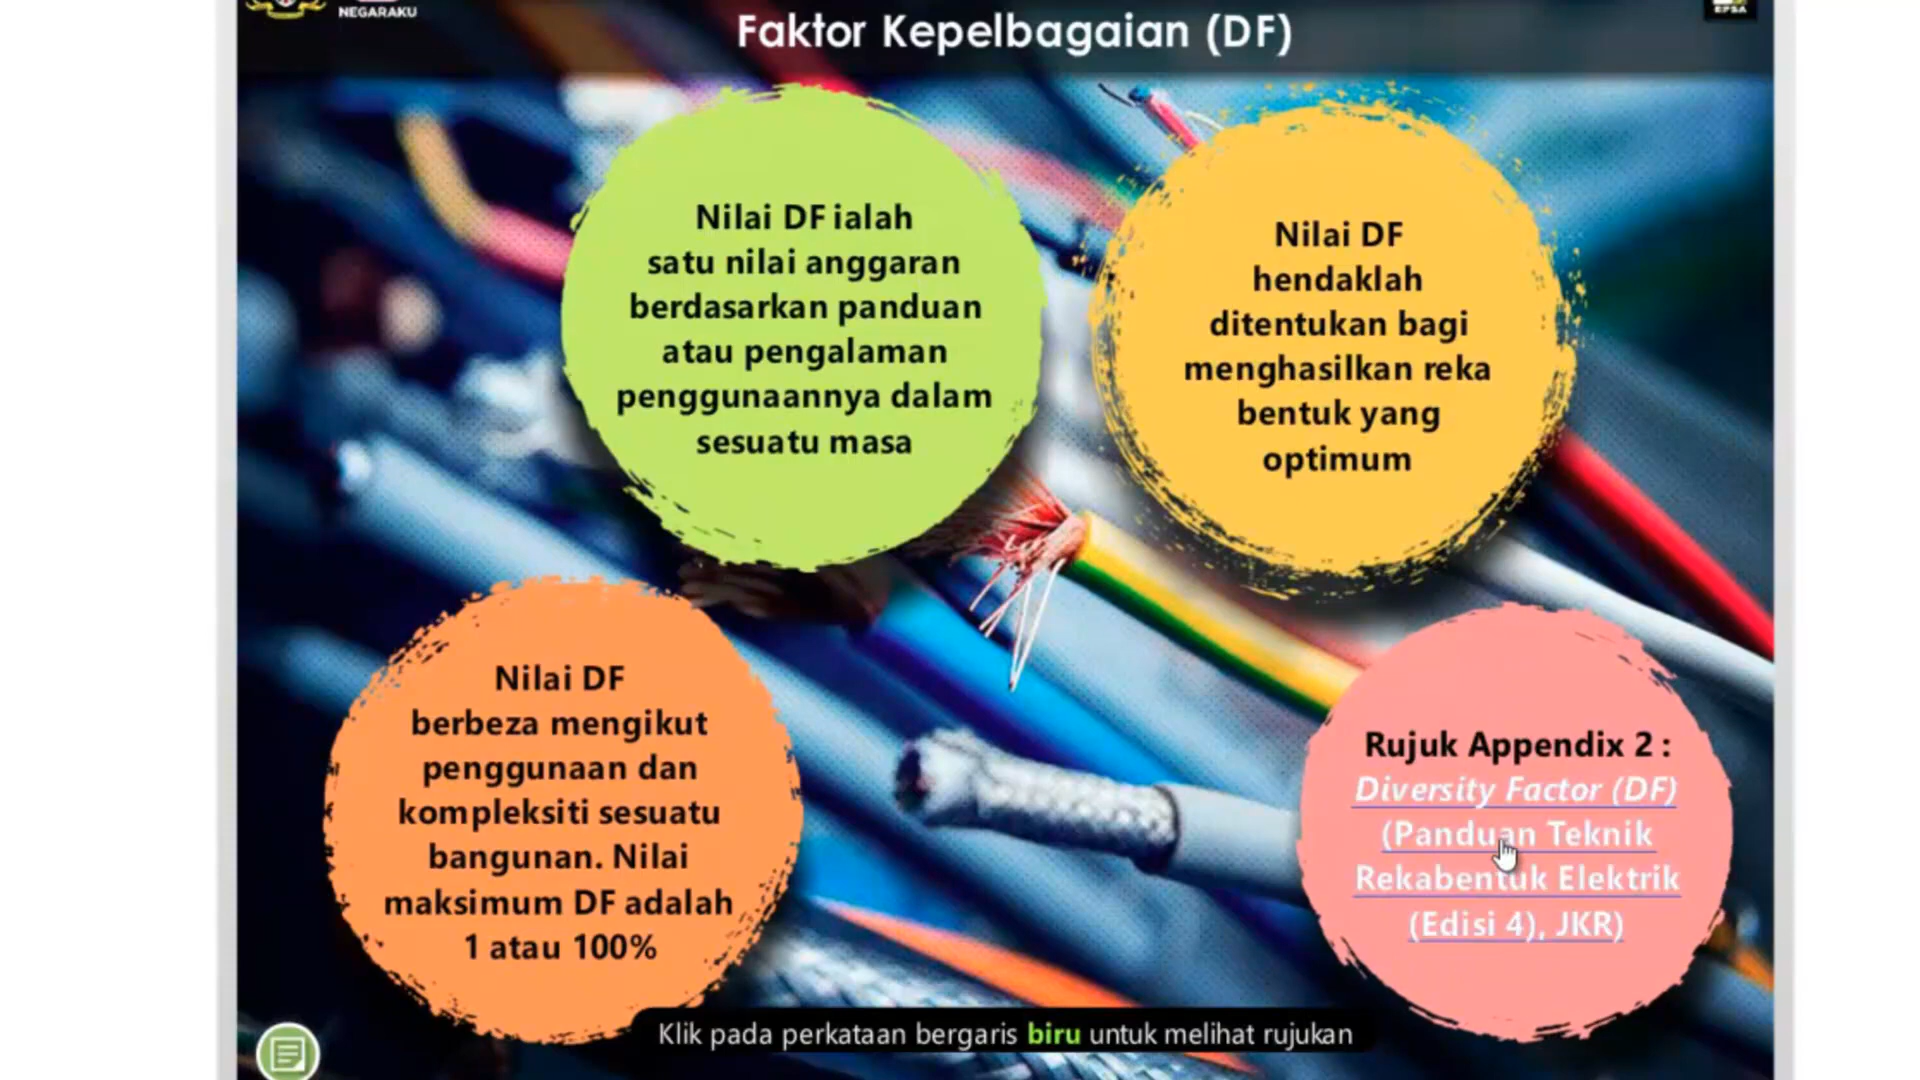 NEGARAKU
EPSA
Faktor Kepelbagaian (DF)
Nilai DF ialah
satu nilai anggaran
berdasarkan panduan
atau pengalaman
penggunaannya dalam
sesuatu masa
Nilai DF
hendaklah
ditentukan bagi
menghasilkan reka
bentuk yang
optimum
Nilai DF
berbeza mengikut
penggunaan dan
kompleksiti sesuatu
bangunan. Nilai
maksimum DF adalah
1 atau 100%
Rujuk Appendix 2 :
Diversity Factor (DF)
(Panduan Teknik
Rekabentuk Elektrik
(Edisi 4), JKR)
Klik pada perkataan bergaris biru untuk melihat rujukan